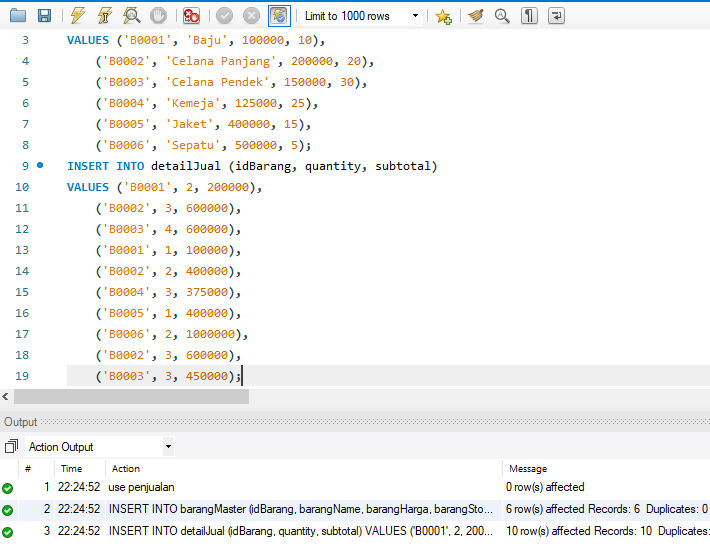 Limit to 1000 rows
3 VALUES ('B0001', 'Baju', 100000, 10),
4 ('B0002', 'Celana Panjang', 200000, 20),
5 ('B0003', 'Celana Pendek', 150000, 30),
6 ('B0004', 'Kemeja', 125000, 25),
7 ('B0005', 'Jaket', 400000, 15),
8 ('B0006', 'Sepatu', 500000, 5);
9 INSERT INTO detailJual (idBarang, quantity, subtotal)
10 VALUES ('B0001', 2, 200000),
11 ('B0002', 3, 600000),
12 ('B0003', 4, 600000),
13 ('B0001', 1, 100000),
14 ('B0002', 2, 400000),
15 ('B0004', 3, 375000),
16 ('B0005', 1, 400000),
17 ('B0006', 2, 1000000),
18 ('B0002', 3, 600000),
19 ('B0003', 3, 450000);
Output
Action Output
# Time Action Message
1 22:24:52 use penjualan 0 row(s) affected
2 22:24:52 INSERT INTO barangMaster (idBarang, barangName, barangHarga, barangSto... 6 row(s) affected Records: 6 Duplicates: 0
3 22:24:52 INSERT INTO detailJual (idBarang, quantity, subtotal) VALUES ('B0001', 2, 200... 10 row(s) affected Records: 10 Duplicates: